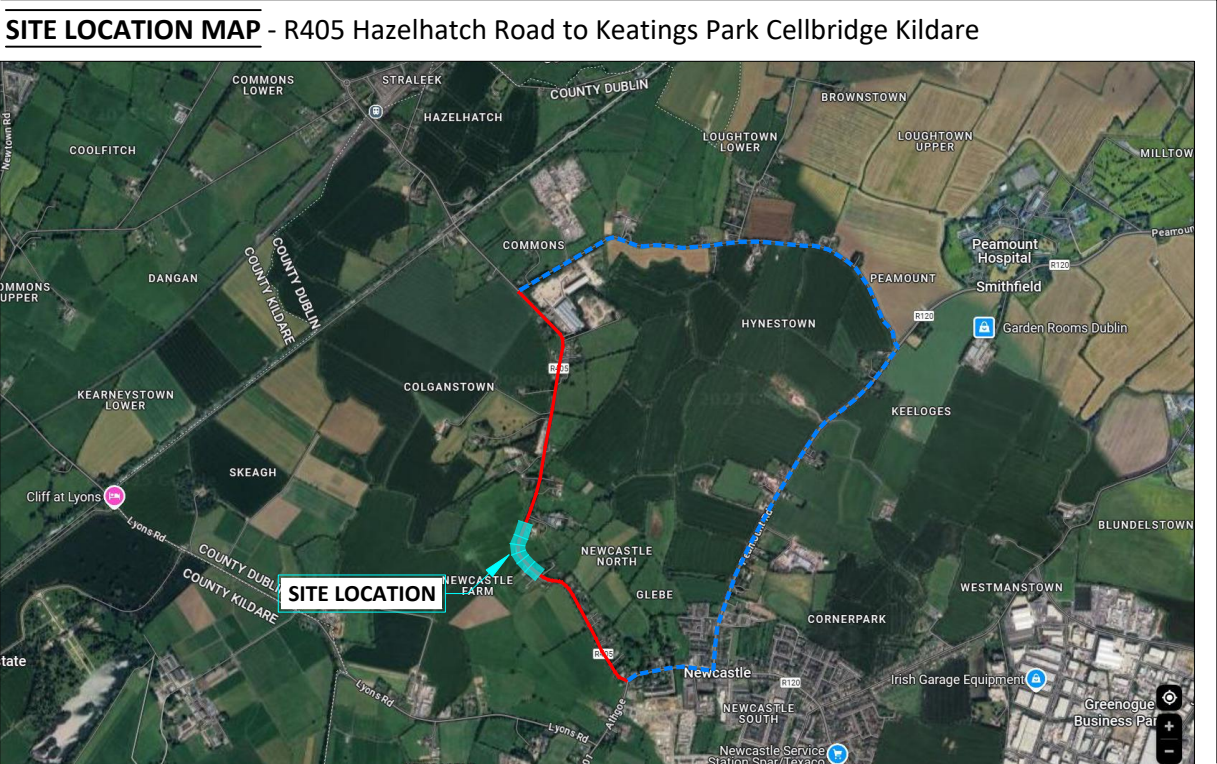 SITE LOCATION MAP - R405 Hazelhatch Road to Keatings Park Cellbridge Kildare
COMMONS
LOWER
STRALEEK
COUNTY DUBLIN
BROWNSTOWN
HAZELHATCH
Newtown Rd
COOLFITCH
LOUGHTOWN
LOWER
LOUGHTOWN
UPPER
MILLTOW
COMMONS
Peamount
Hospital
R120
Smithfield
DANGAN
COUNTY DUBLIN
COUNTY KILDARE
OMMONS
UPPER
PEAMOUNT
R120
HYNESTOWN
Garden Rooms Dublin
R405
COLGANSTOWN
KEARNEYSTOWN
LOWER
KEELOGES
SKEAGH
Cliff at Lyons
Lyons Rd
BLUNDELSTOWN
COUNTY DUBL
COUNTY KILDARE
SITE LOCATION
NEWCASTLE
FARM
NEWCASTLE
NORTH
GLEBE
WESTMANSTOWN
CORNERPARK
R405
tate
Newcastle
R120
Irish Garage Equipment
Lyons Rd
Athgoe
NEWCASTLE
SOUTH
Greenogue
Business Par
Lyons Rd
Newcastle Service
Station Spar/Texaco
+
−